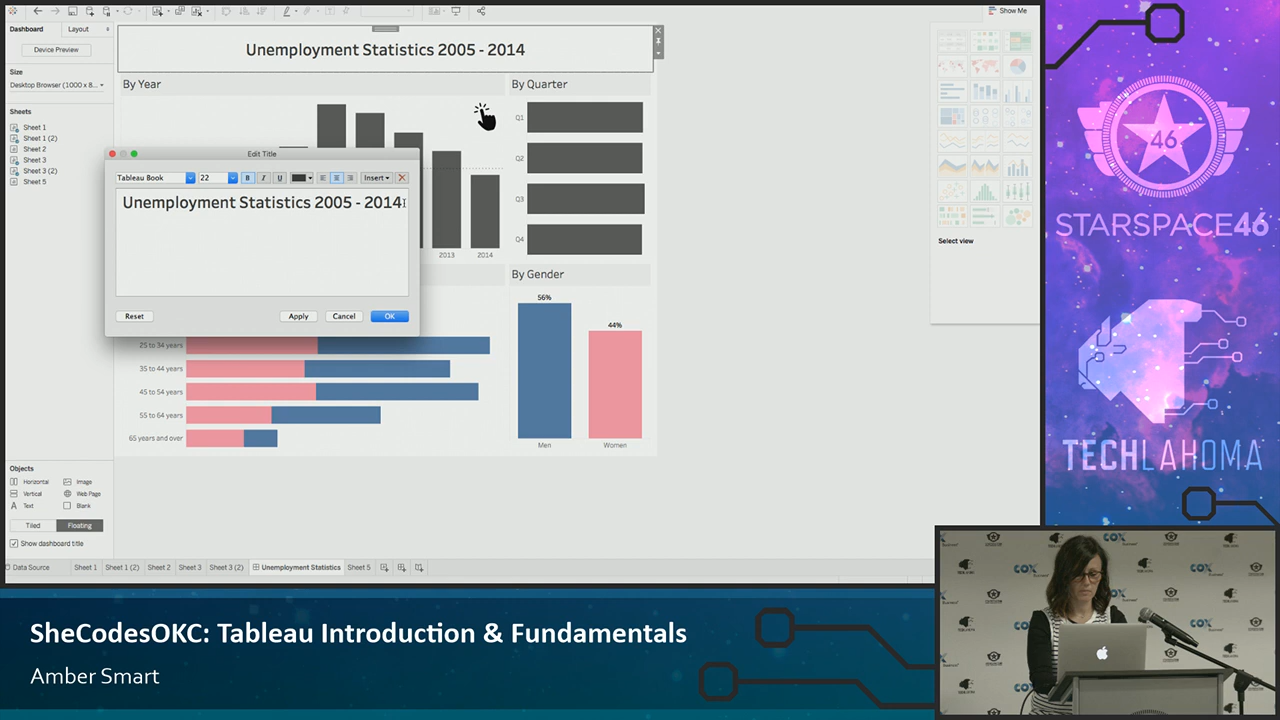 Show Me
Dashboard
Layout
Device Preview
Size
Desktop Browser (1000 x 8...
Sheets
Sheet 1
Sheet 1 (2)
Sheet 2
Sheet 3
Sheet 3 (2)
Sheet 5
Unemployment Statistics 2005 - 2014
By Year
By Quarter
Q1
Q2
Q3
Q4
2013
2014
Edit Title
Tableau Book
22
B
I
U
Insert
Unemployment Statistics 2005 - 2014
Reset
Apply
Cancel
OK
By Gender
56%
44%
Men
Women
25 to 34 years
35 to 44 years
45 to 54 years
55 to 64 years
65 years and over
Select view
Objects
Horizontal
Image
Vertical
Web Page
A Text
Blank
Tiled
Floating
Show dashboard title
Data Source
Sheet 1
Sheet 1 (2)
Sheet 2
Sheet 3
Sheet 3 (2)
Unemployment Statistics
Sheet 5
46
STARSPACE46
TECHLAHOMA
COX
COX
COX
SheCodesOKC: Tableau Introduction & Fundamentals
Amber Smart